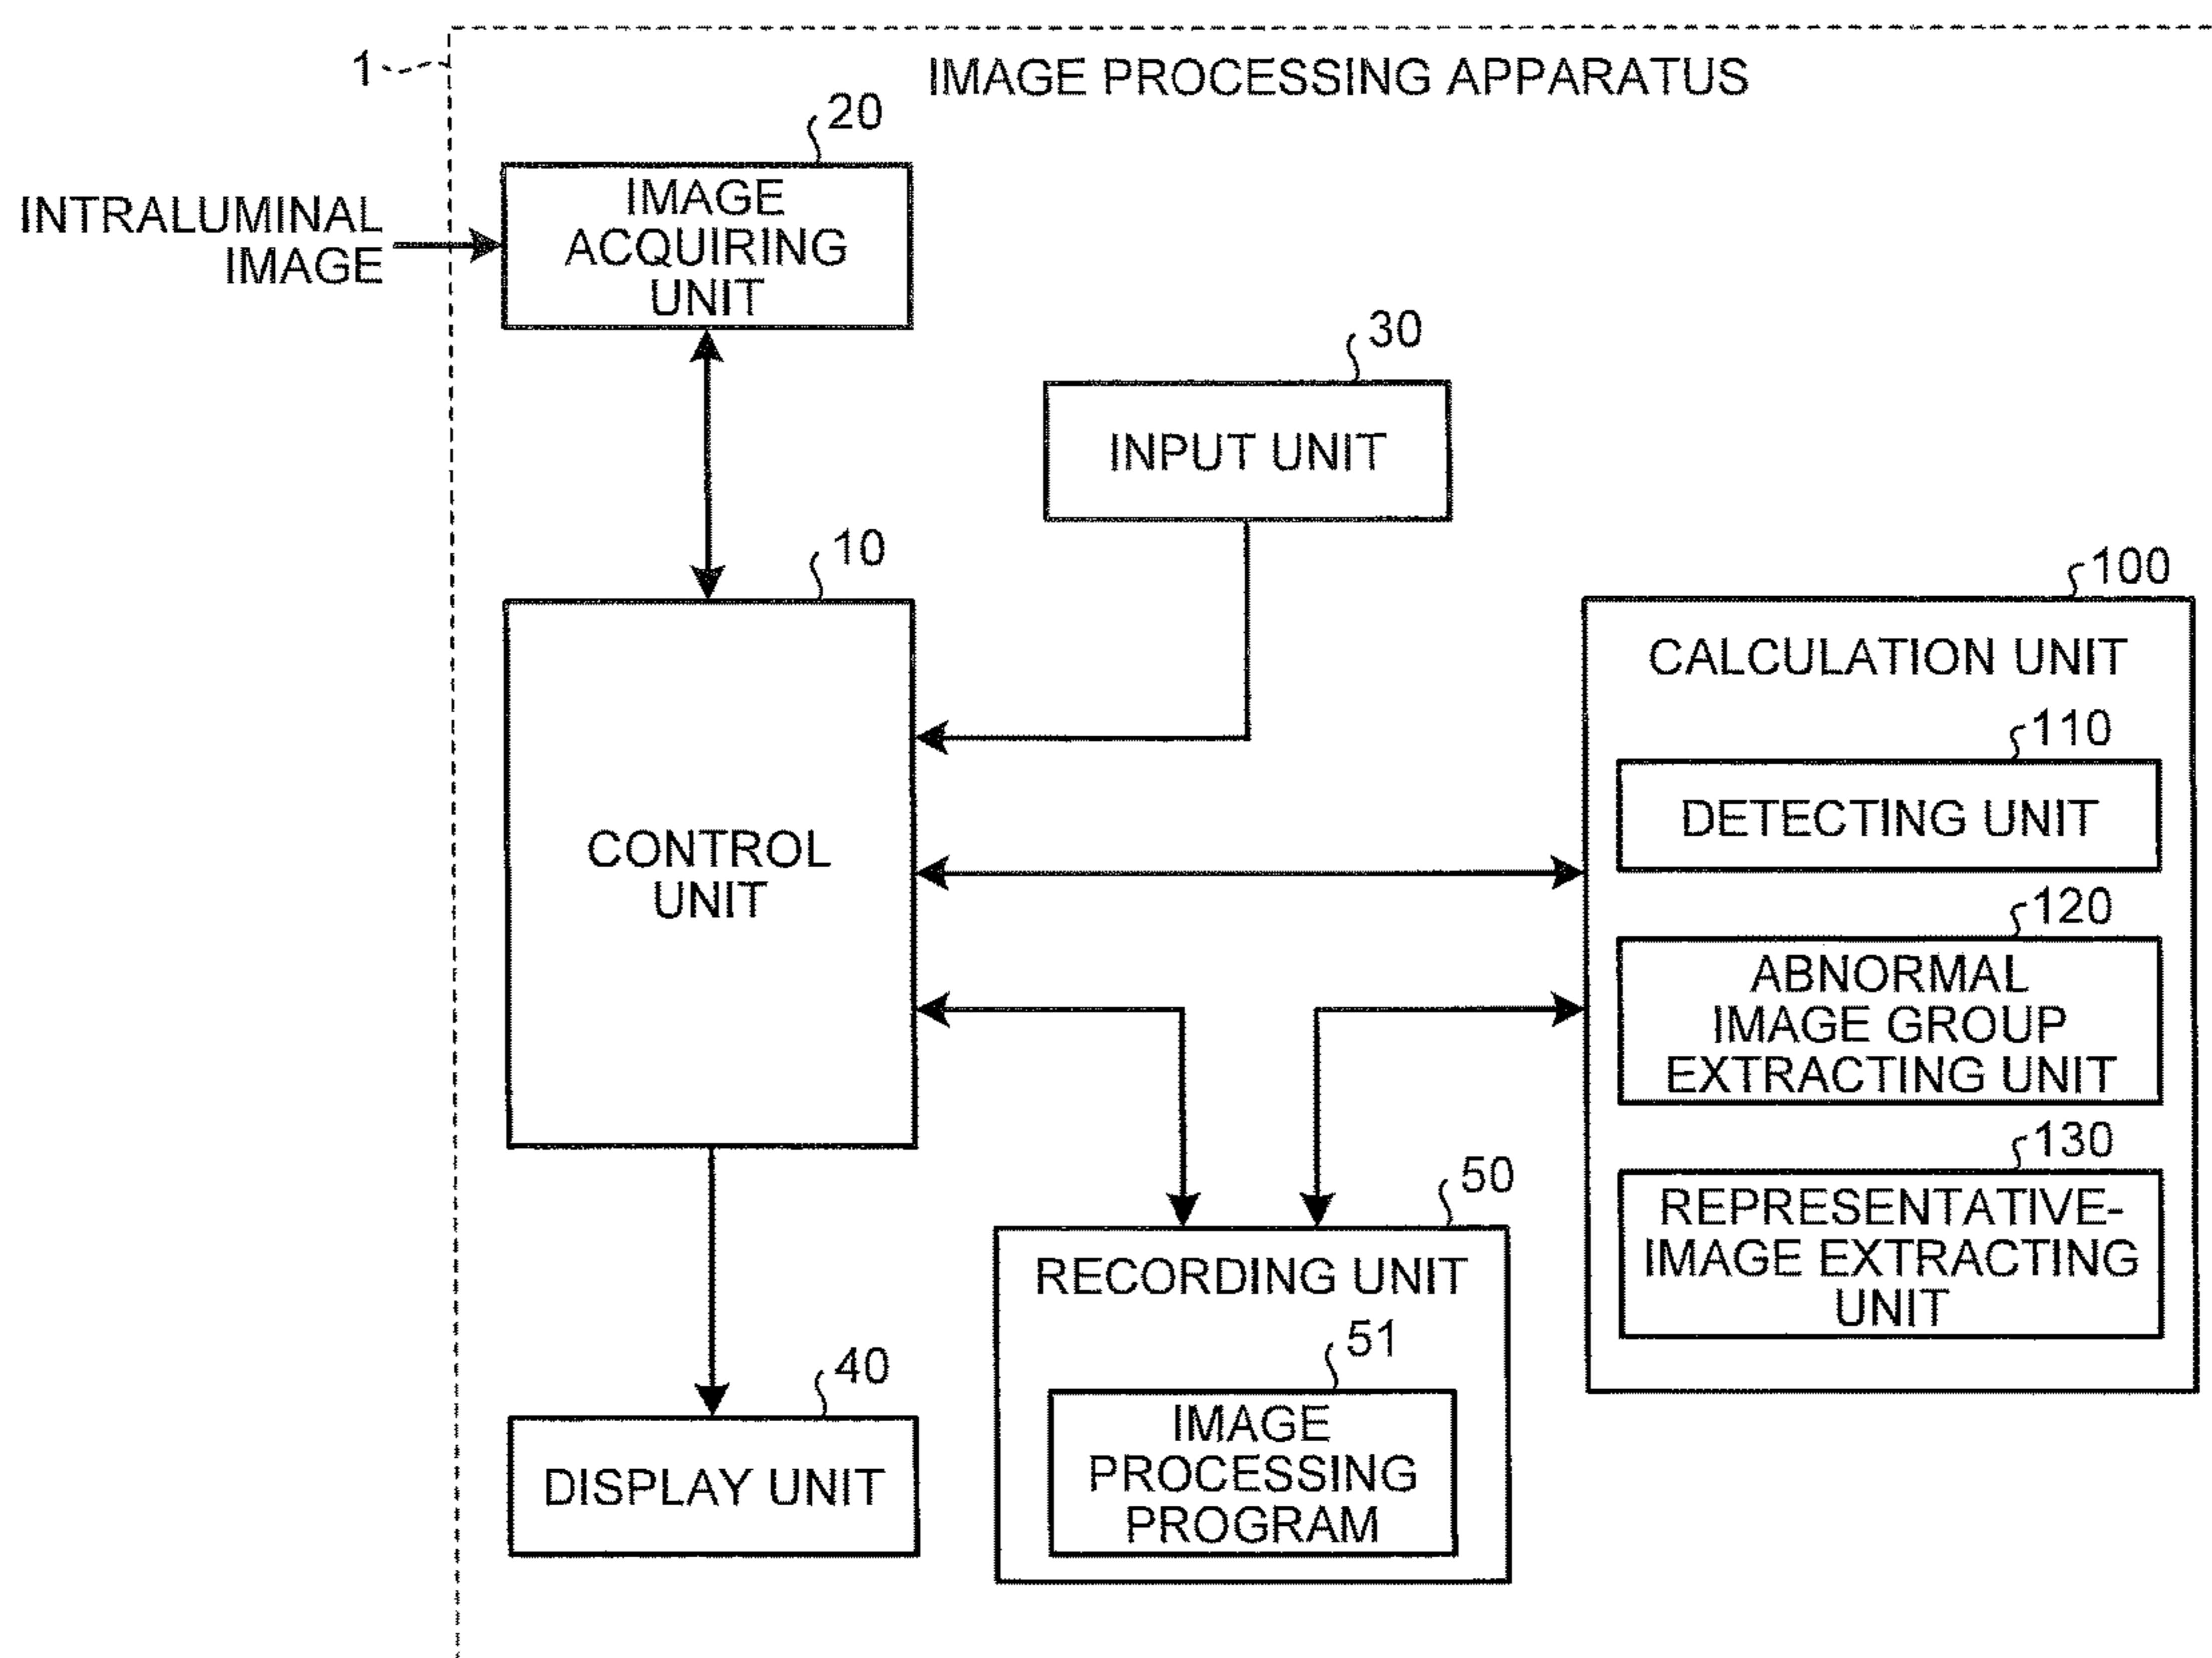 1
IMAGE PROCESSING APPARATUS
20
INTRALUMINAL
IMAGE
IMAGE
ACQUIRING
UNIT
30
INPUT UNIT
10
CONTROL
UNIT
100
CALCULATION UNIT
110
DETECTING UNIT
120
ABNORMAL
IMAGE GROUP
EXTRACTING UNIT
130
REPRESENTATIVE-
IMAGE EXTRACTING
UNIT
50
RECORDING UNIT
51
IMAGE
PROCESSING
PROGRAM
40
DISPLAY UNIT